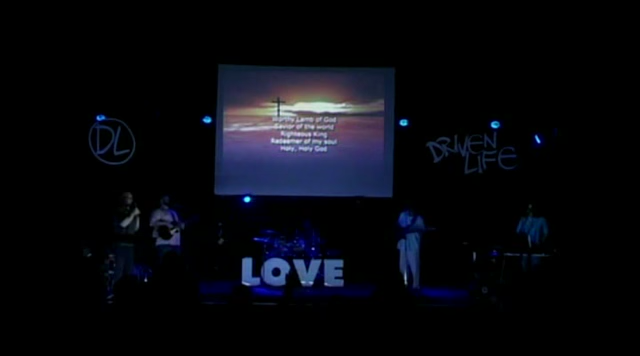 Worthy Lamb of God
Savior of the world
Righteous King
Redeemer of my soul
Holy, Holy God
DL
DRIVEN
LIFE
LOVE